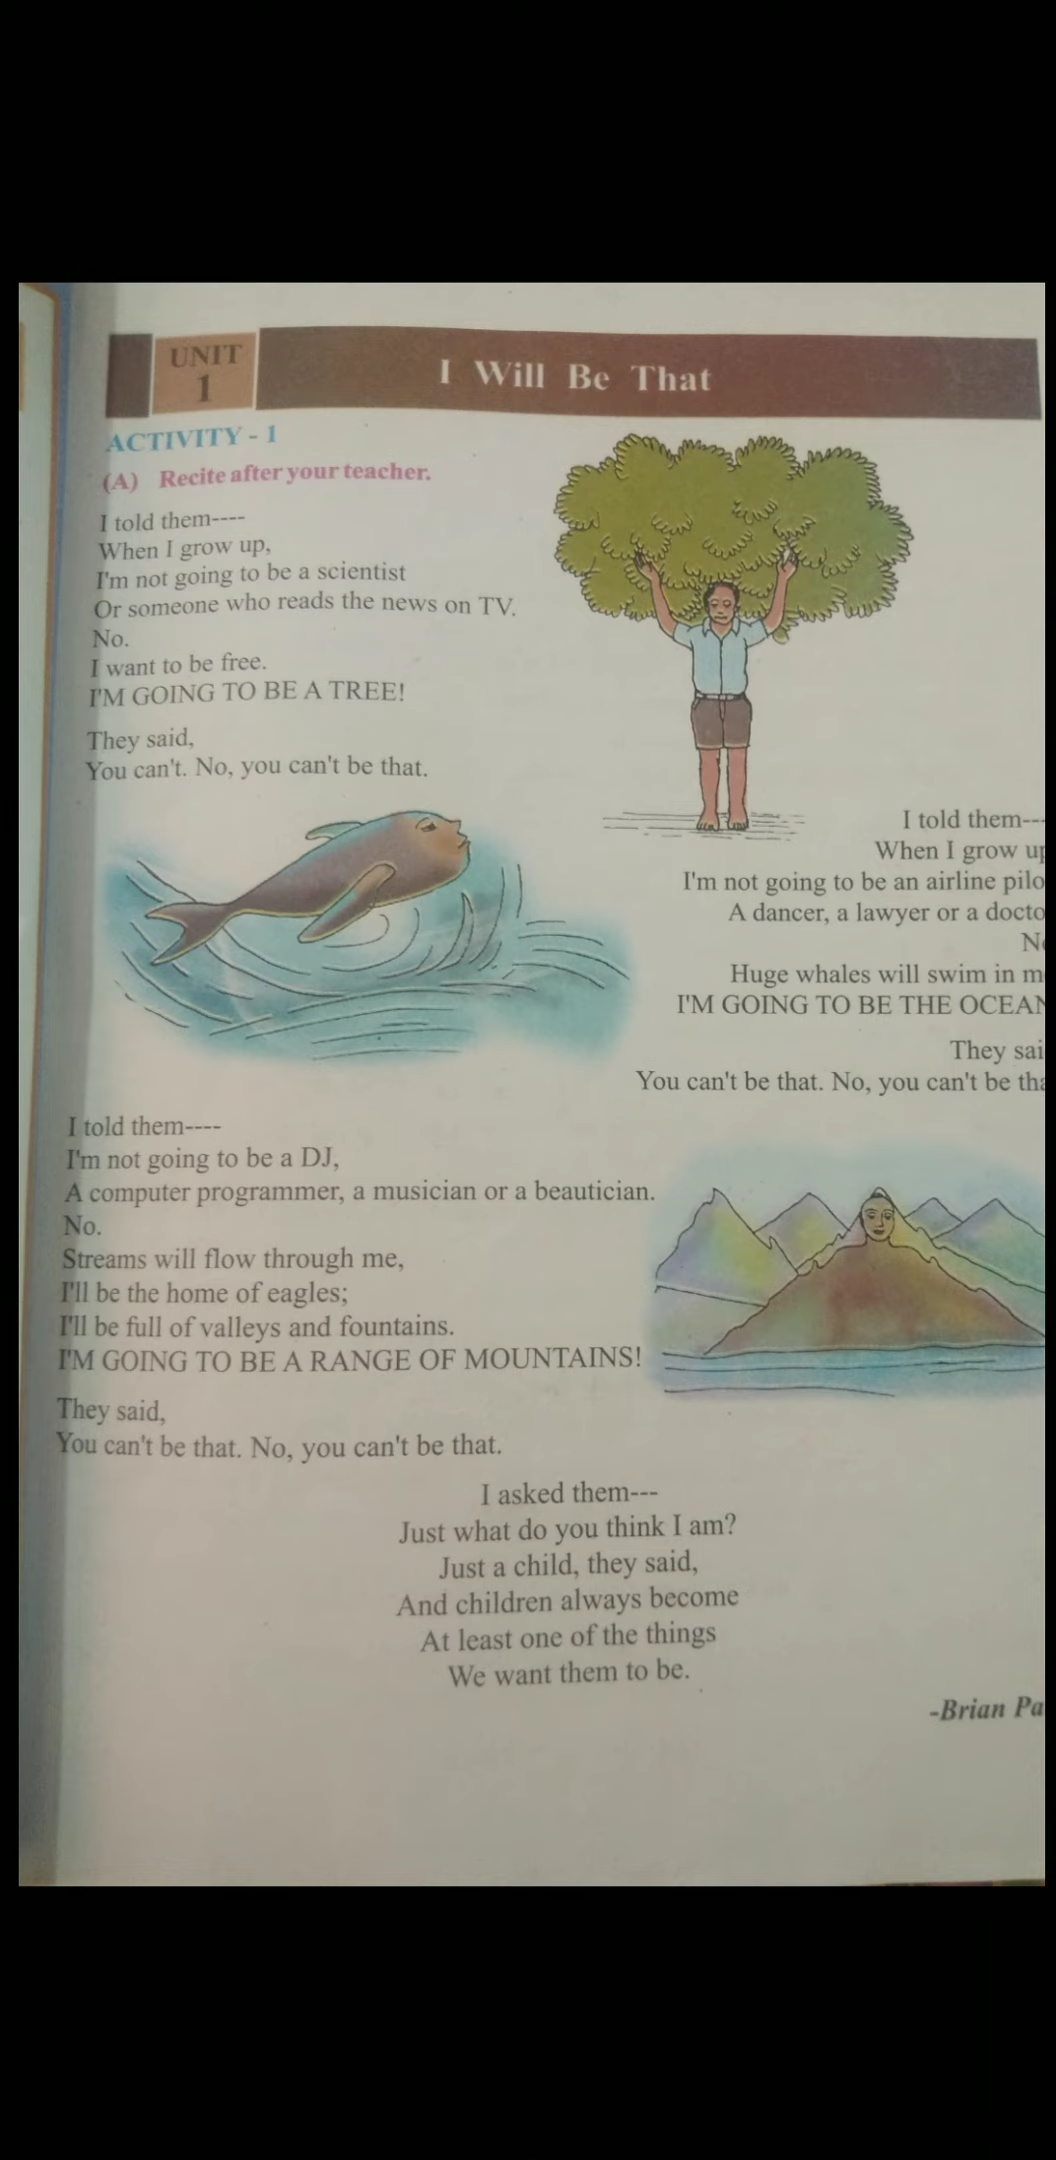 UNIT
1
I Will Be That
ACTIVITY - 1
(A) Recite after your teacher.
I told them----
When I grow up,
I'm not going to be a scientist
Or someone who reads the news on TV.
No.
I want to be free.
I'M GOING TO BE A TREE!
They said,
You can't. No, you can't be that.
I told them---
When I grow
I'm not going to be an airline
A dancer, a lawyer or a
Huge whales will swim in
I'M GOING TO BE THE
They
You can't be that. No, you can't be
I told them----
I'm not going to be a DJ,
A computer programmer, a musician or a beautician.
No.
Streams will flow through me,
I'll be the home of eagles;
I'll be full of valleys and fountains.
I'M GOING TO BE A RANGE OF MOUNTAINS!
They said,
You can't be that. No, you can't be that.
I asked them---
Just what do you think I am?
Just a child, they said,
And children always become
At least one of the things
We want them to be.
-Brian